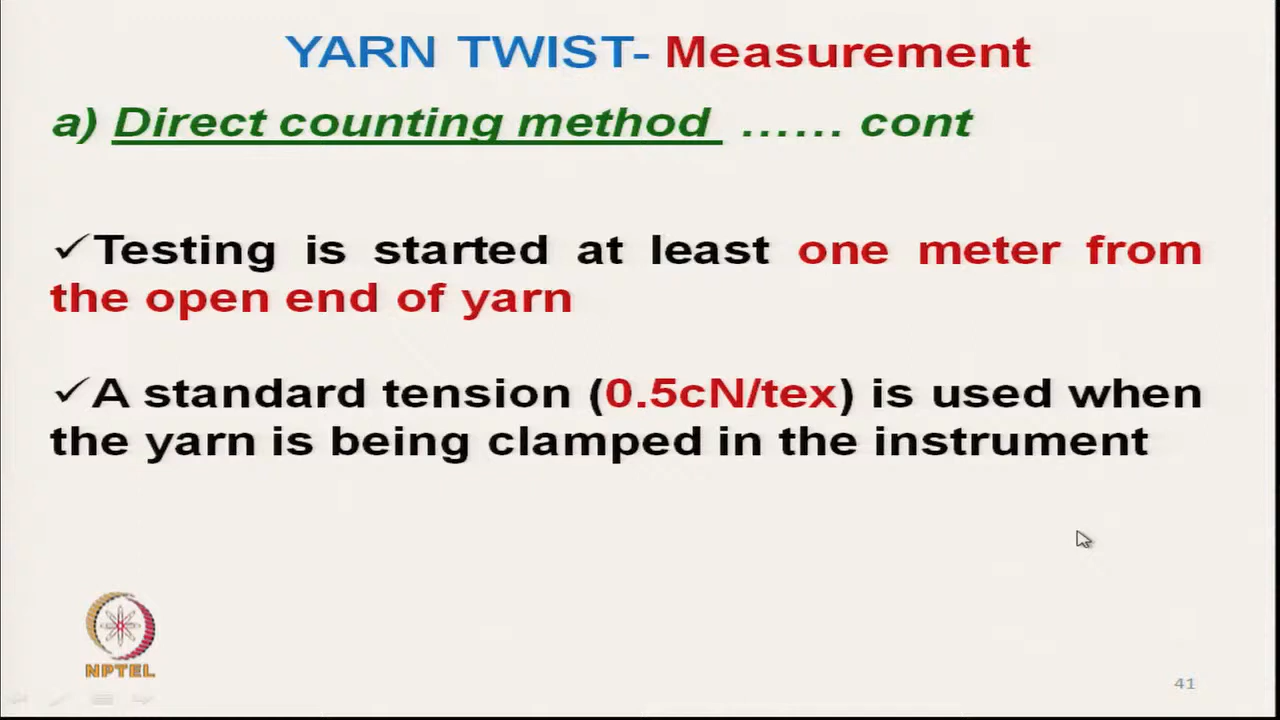 YARN TWIST- Measurement
a) Direct counting method ...... cont
✓Testing is started at least one meter from
the open end of yarn
✓A standard tension (0.5cN/tex) is used when
the yarn is being clamped in the instrument
NPTEL
41